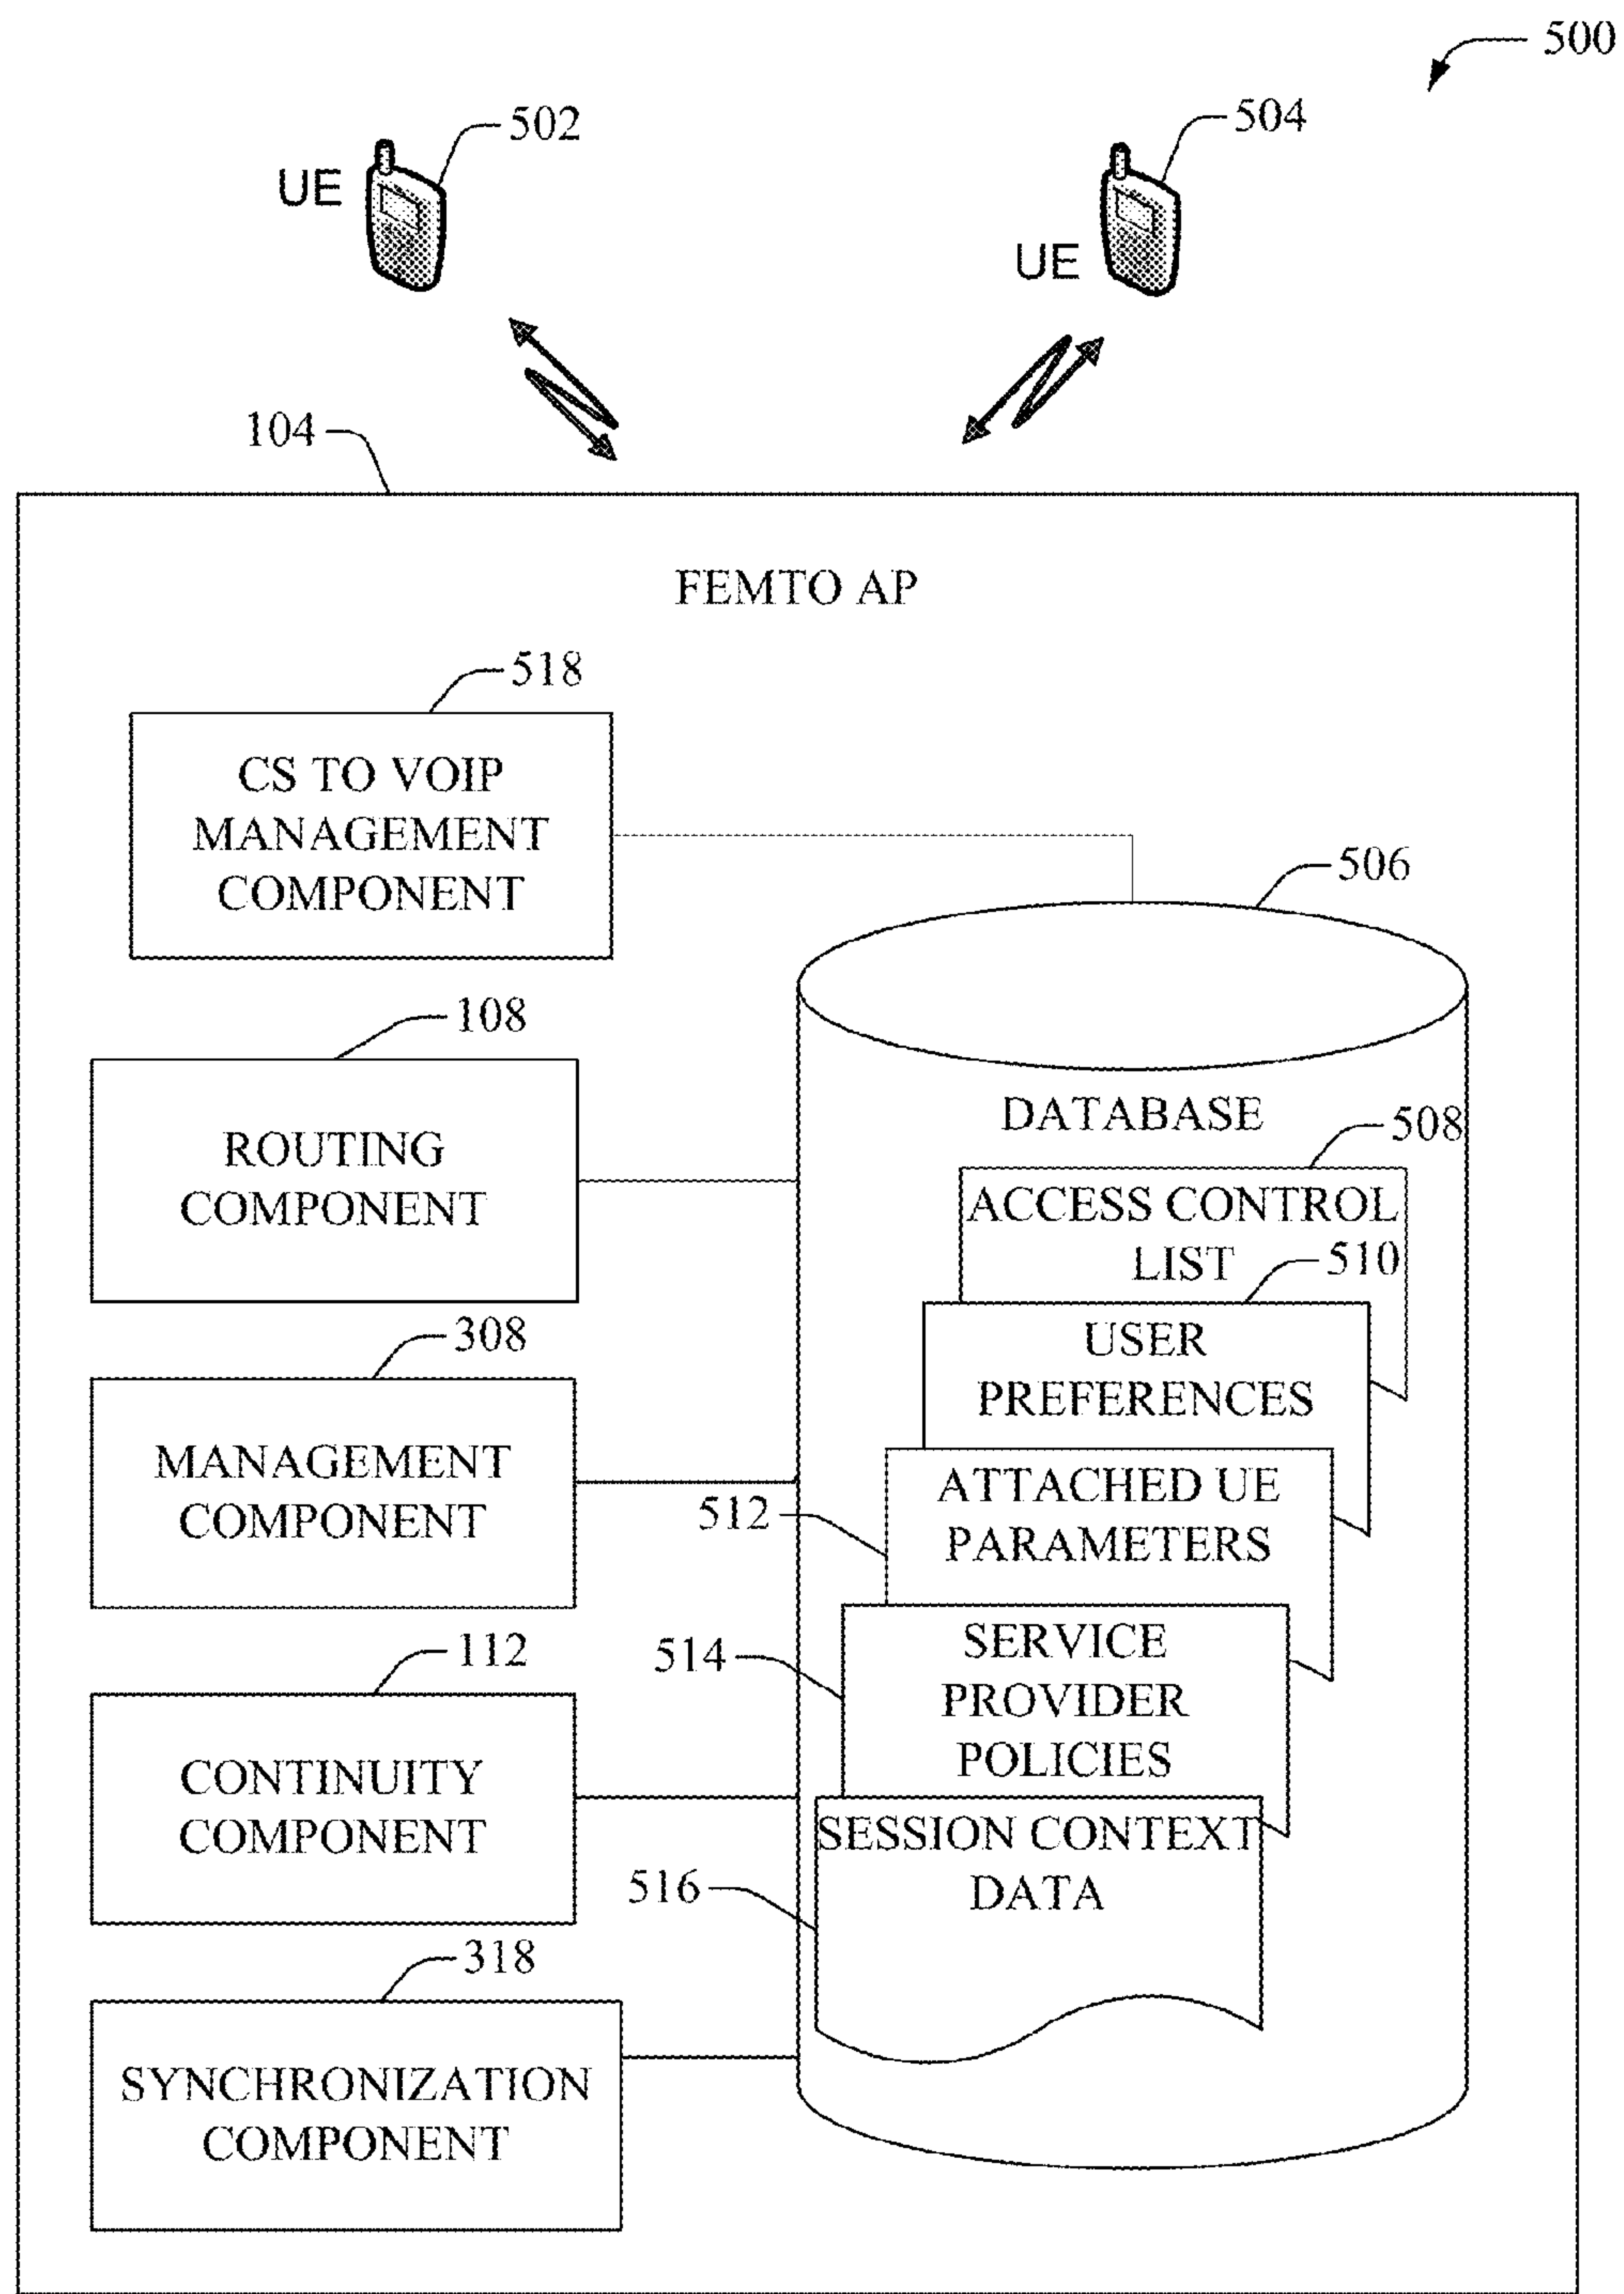 500
502
504
UE
UE
104
FEMTO AP
518
CS TO VOIP
MANAGEMENT
COMPONENT
506
108
ROUTING
COMPONENT
DATABASE
508
ACCESS CONTROL
LIST
510
USER
PREFERENCES
308
MANAGEMENT
COMPONENT
512
ATTACHED UE
PARAMETERS
514
SERVICE
PROVIDER
POLICIES
112
CONTINUITY
COMPONENT
516
SESSION CONTEXT
DATA
318
SYNCHRONIZATION
COMPONENT